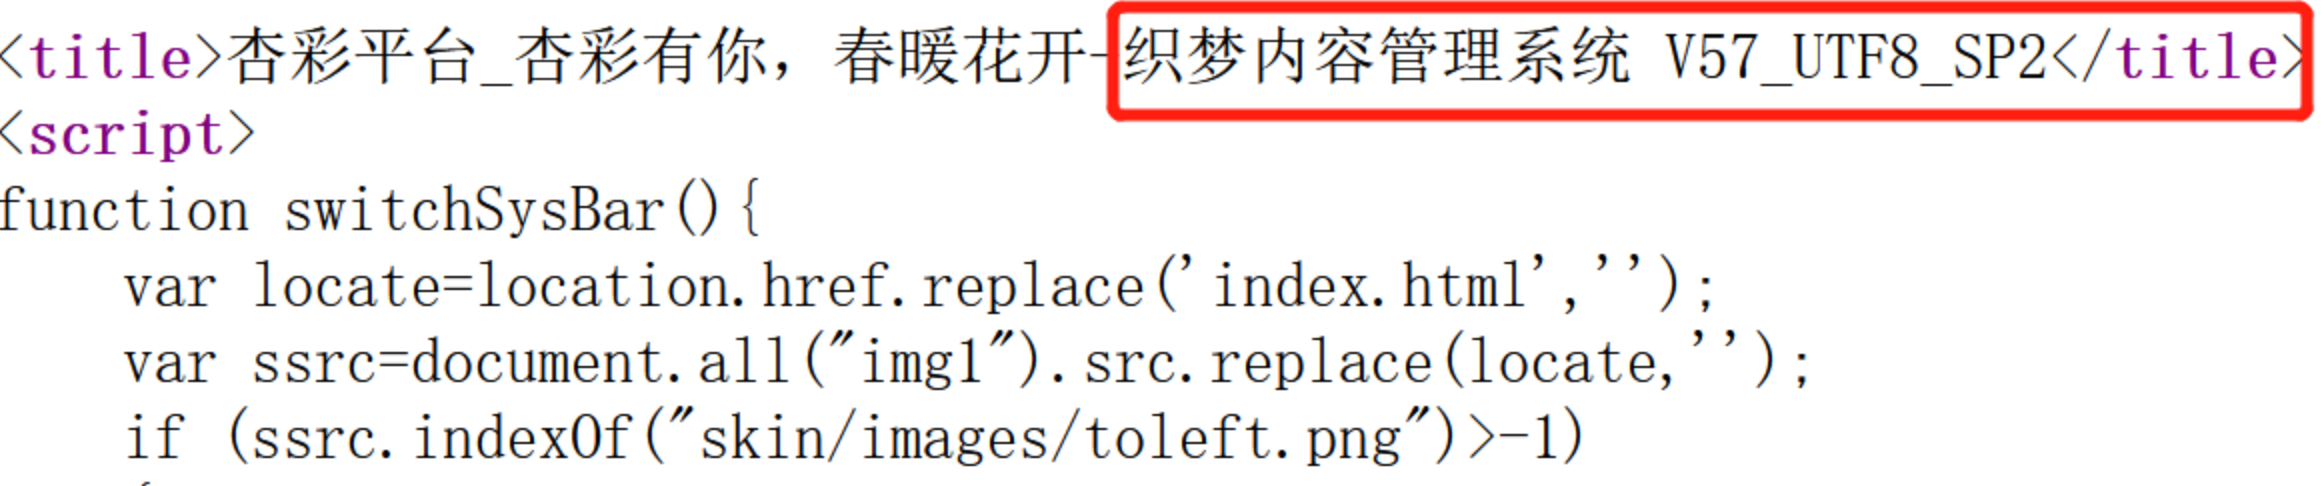 <title>杏彩平台_杏彩有你，春暖花开-织梦内容管理系统 V57_UTF8_SP2</title>
<script>
function switchSysBar(){
var locate=location.href.replace('index.html','');
var ssrc=document.all("img1").src.replace(locate,'');
if (ssrc.indexOf("skin/images/toleft.png")>-1)
{